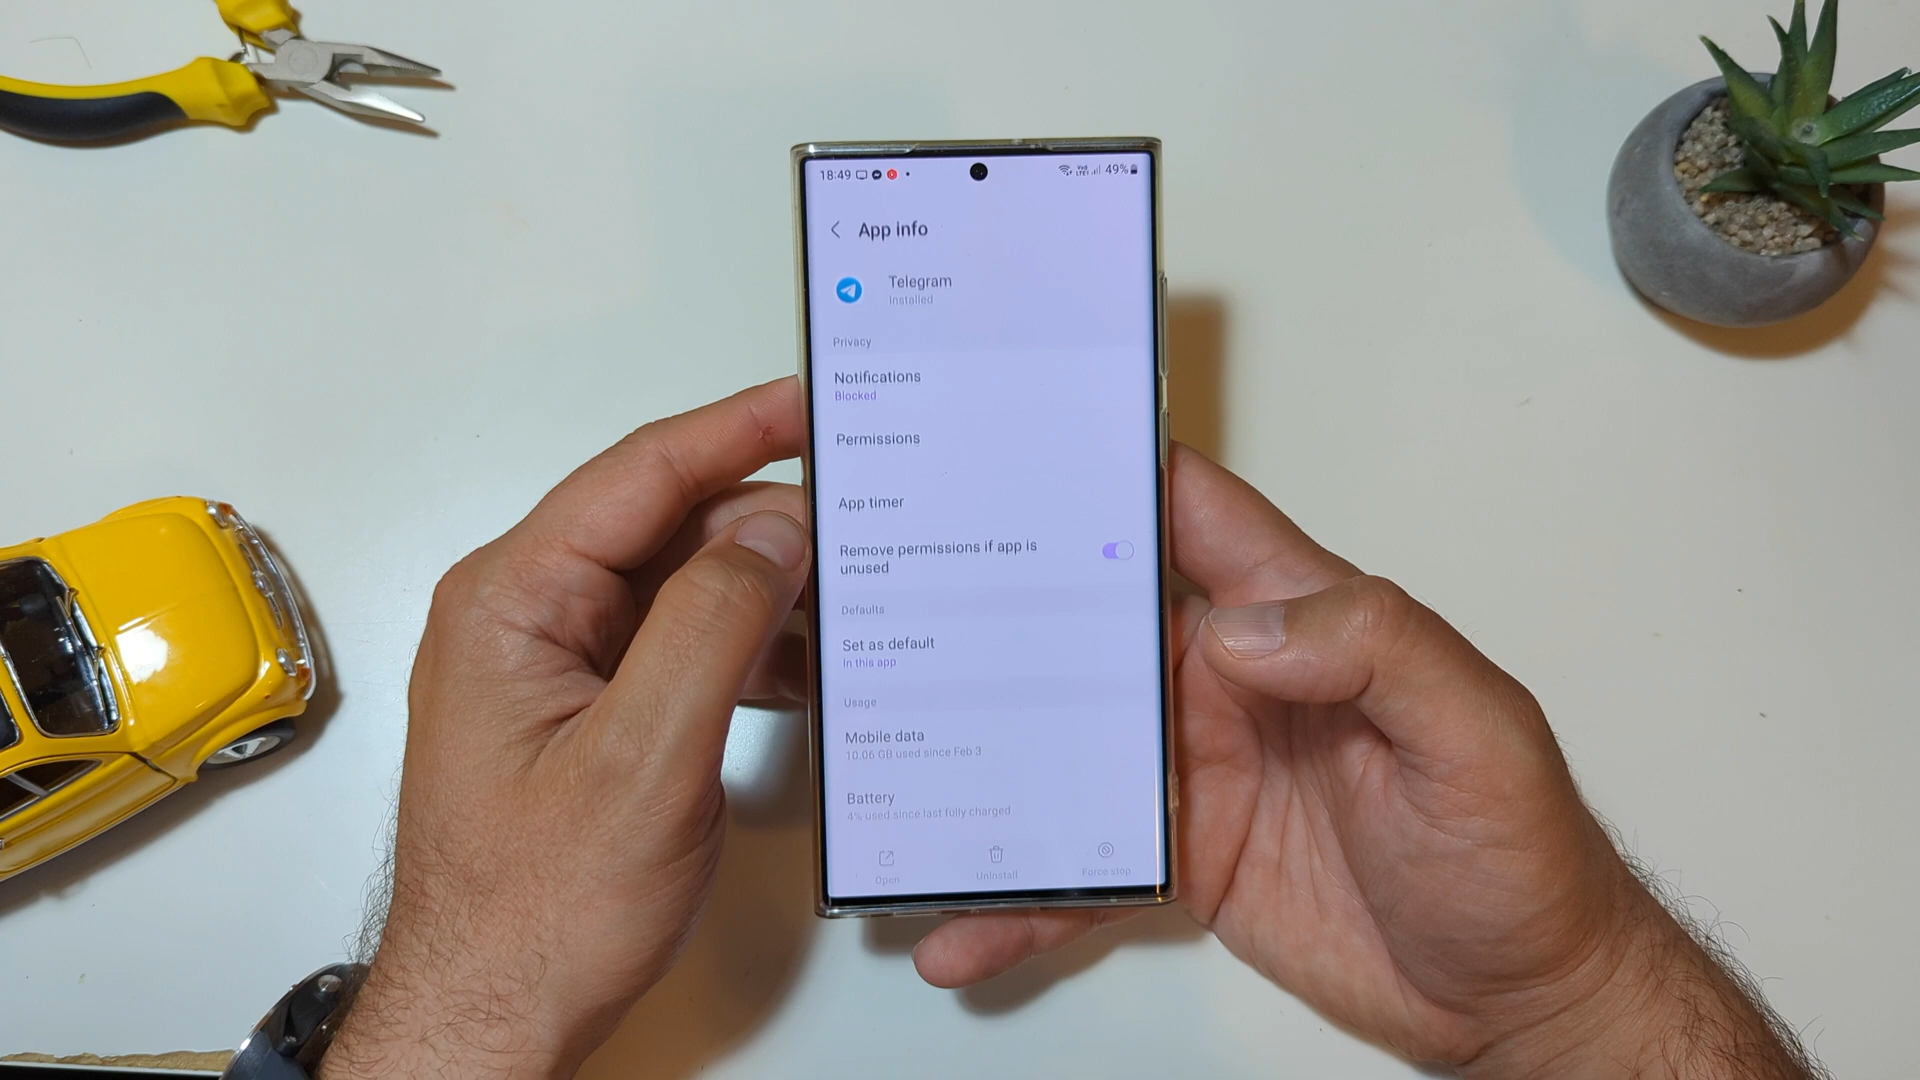 18:49
49%
App info
Telegram
Installed
Privacy
Notifications
Blocked
Permissions
App timer
Remove permissions if app is
unused
Defaults
Set as default
In this app
Usage
Mobile data
10.06 GB used since Feb 3
Battery
4% used since last fully charged
Open
Uninstall
Force stop